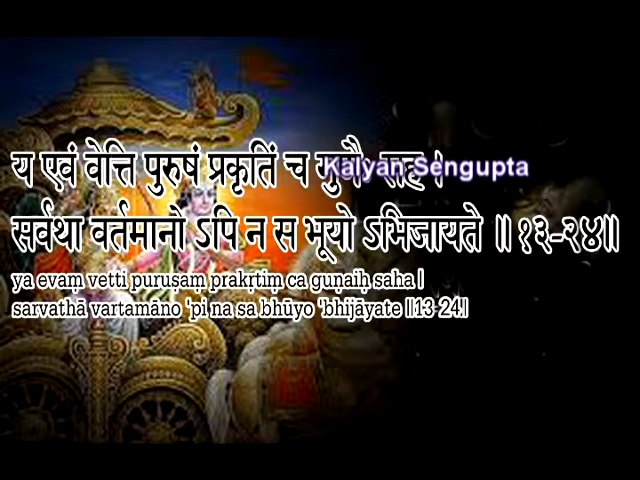 य एवं वेत्ति पुरुषं प्रकृतिं च गुणैः सह ।
Kalyan Sengupta
सर्वथा वर्तमानो ऽपि न स भूयो ऽभिजायते ॥ १३-२४॥
ya evaṃ vetti puruṣaṃ prakṛtiṃ ca guṇaiḥ saha |
sarvathā vartamāno 'pi na sa bhūyo 'bhijāyate ||13-24||